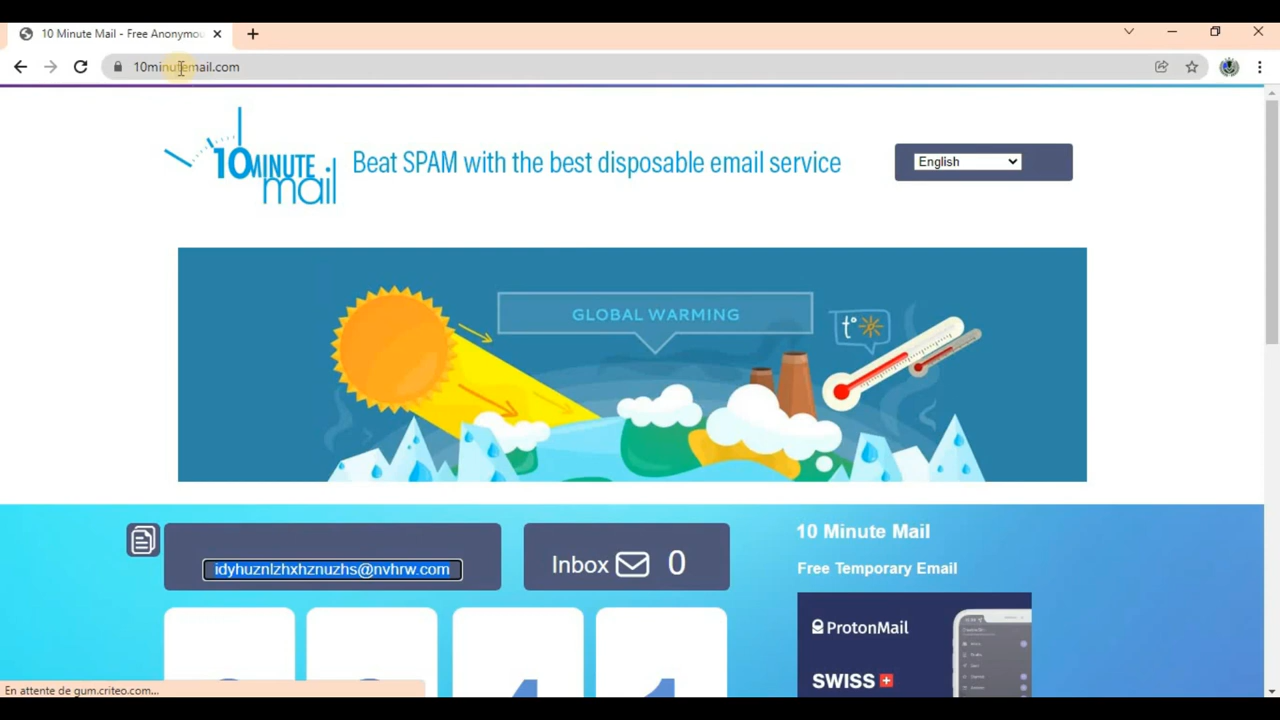 10 Minute Mail - Free Anonymou
10minutemail.com
10MINUTE
mail
Beat SPAM with the best disposable email service
English
GLOBAL WARMING
t°
idyhuznlzhxhznuzhs@nvhrw.com
Inbox 0
10 Minute Mail
Free Temporary Email
ProtonMail
SWISS
En attente de gum.criteo.com...